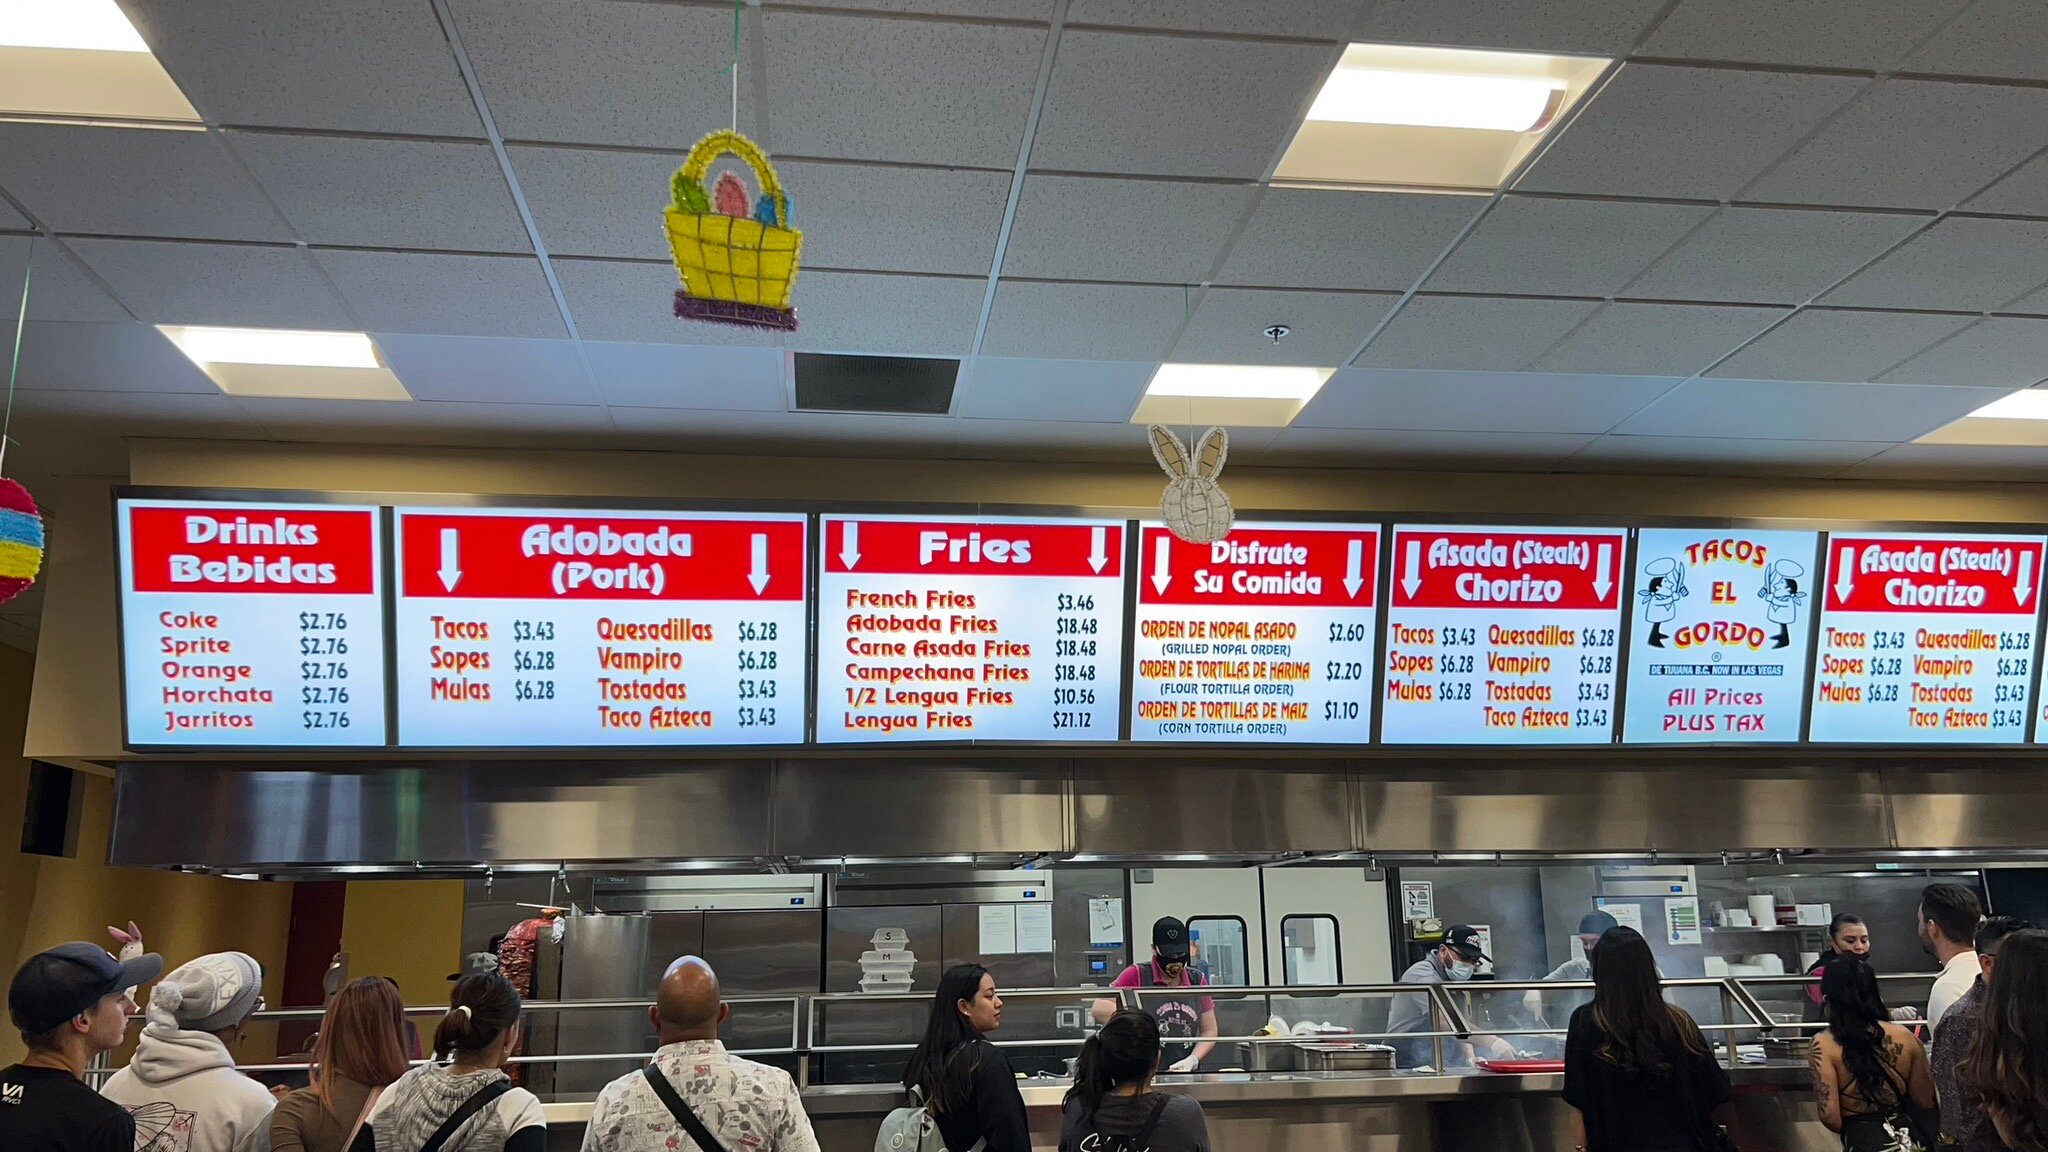 Drinks
Bebidas
Coke $2.76
Sprite $2.76
Orange $2.76
Horchata $2.76
Jarritos $2.76
Adobada
(Pork)
Tacos $3.43 Quesadillas $6.28
Sopes $6.28 Vampiro $6.28
Mulas $6.28 Tostadas $3.43
Taco Azteca $3.43
Fries
French Fries $3.46
Adobada Fries $18.48
Carne Asada Fries $18.48
Campechana Fries $18.48
1/2 Lengua Fries $10.56
Lengua Fries $21.12
Disfrute
Su Comida
ORDEN DE NOPAL ASADO $2.60
(GRILLED NOPAL ORDER)
ORDEN DE TORTILLAS DE HARINA $2.20
(FLOUR TORTILLA ORDER)
ORDEN DE TORTILLAS DE MAIZ $1.10
(CORN TORTILLA ORDER)
Asada (Steak)
Chorizo
Tacos $3.43 Quesadillas $6.28
Sopes $6.28 Vampiro $6.28
Mulas $6.28 Tostadas $3.43
Taco Azteca $3.43
TACOS
EL
GORDO
®
DE TIJUANA B.C. NOW IN LAS VEGAS
All Prices
PLUS TAX
Asada (Steak)
Chorizo
Tacos $3.43 Quesadillas $6.28
Sopes $6.28 Vampiro $6.28
Mulas $6.28 Tostadas $3.43
Taco Azteca $3.43
S
M
L
VA
RVCA